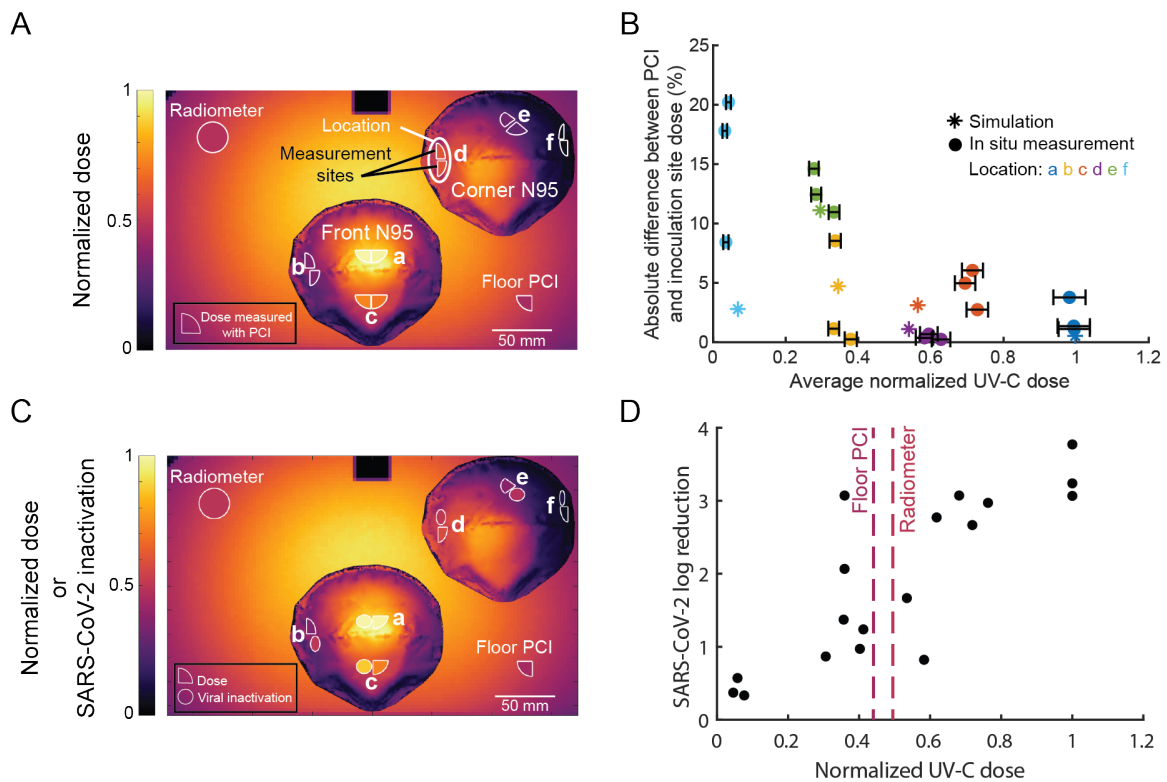 A
Normalized dose
1
0.5
0
Radiometer
Location
Measurement
sites
d
e
f
Corner N95
Front N95
a
b
c
Floor PCI
50 mm
Dose measured
with PCI
B
Absolute difference between PCI
and inoculation site dose (%)
25
20
15
10
5
0
0
0.2
0.4
0.6
0.8
1
1.2
Average normalized UV-C dose
Simulation
In situ measurement
Location: a b c d e f
C
Normalized dose
or
SARS-CoV-2 inactivation
1
0.5
0
Radiometer
e
f
d
a
b
c
Floor PCI
50 mm
Dose
Viral inactivation
D
SARS-CoV-2 log reduction
4
3
2
1
0
Floor PCI
Radiometer
0
0.2
0.4
0.6
0.8
1
1.2
Normalized UV-C dose